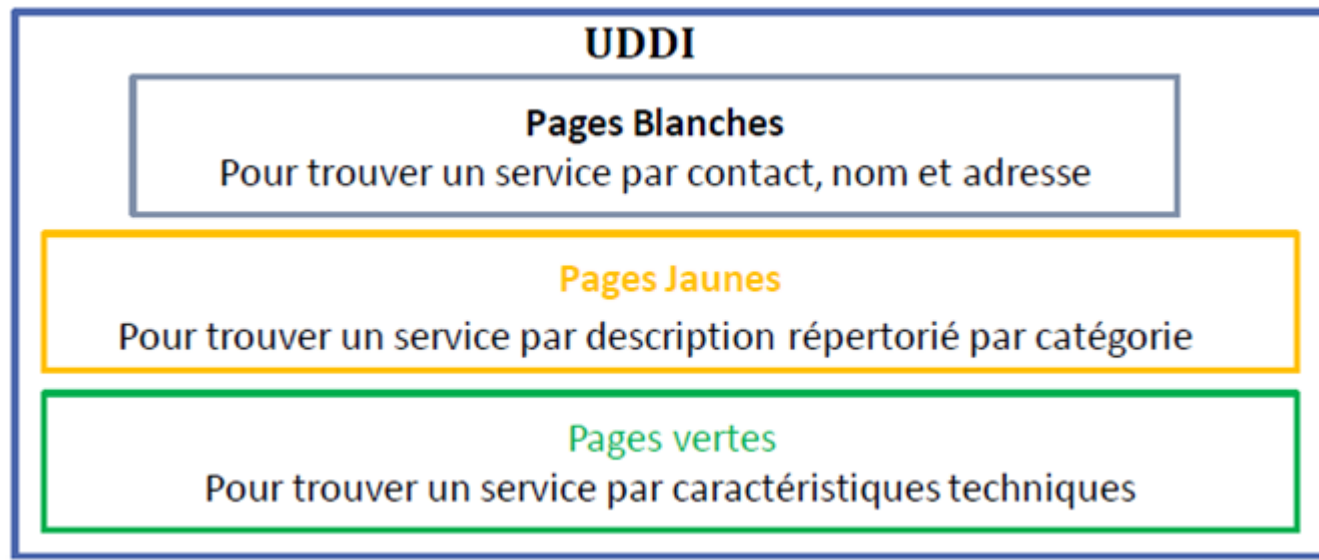 UDDI
Pages Blanches
Pour trouver un service par contact, nom et adresse
Pages Jaunes
Pour trouver un service par description répertorié par catégorie
Pages vertes
Pour trouver un service par caractéristiques techniques